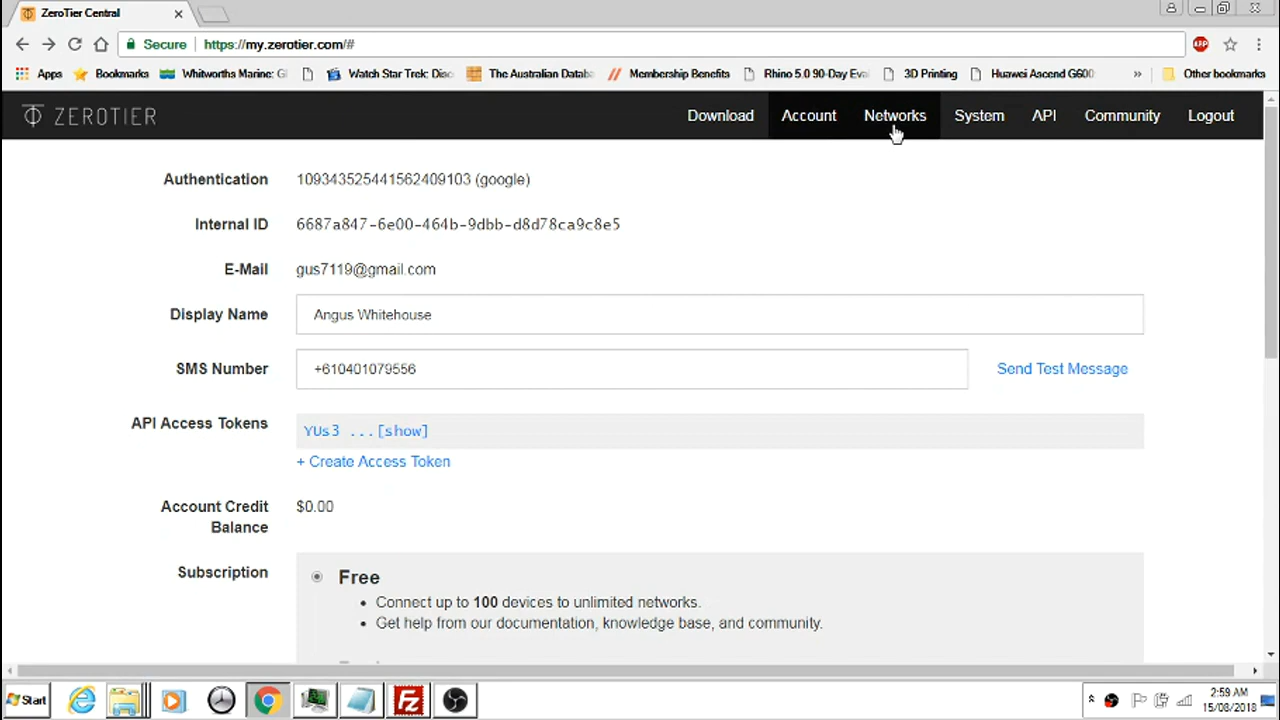 ZeroTier Central
Secure https://my.zerotier.com/#
Apps Bookmarks Whitworths Marine: Gi Watch Star Trek: Disc The Australian Databa Membership Benefits Rhino 5.0 90-Day Eva 3D Printing Huawei Ascend G600 » Other bookmarks
ZEROTIER Download Account Networks System API Community Logout
Authentication 109343525441562409103 (google)
Internal ID 6687a847-6e00-464b-9dbb-d8d78ca9c8e5
E-Mail gus7119@gmail.com
Display Name Angus Whitehouse
SMS Number +610401079556 Send Test Message
API Access Tokens YUs3 ...[show]
+ Create Access Token
Account Credit Balance $0.00
Subscription Free
• Connect up to 100 devices to unlimited networks.
• Get help from our documentation, knowledge base, and community.
Start 2:59 AM
15/08/2018